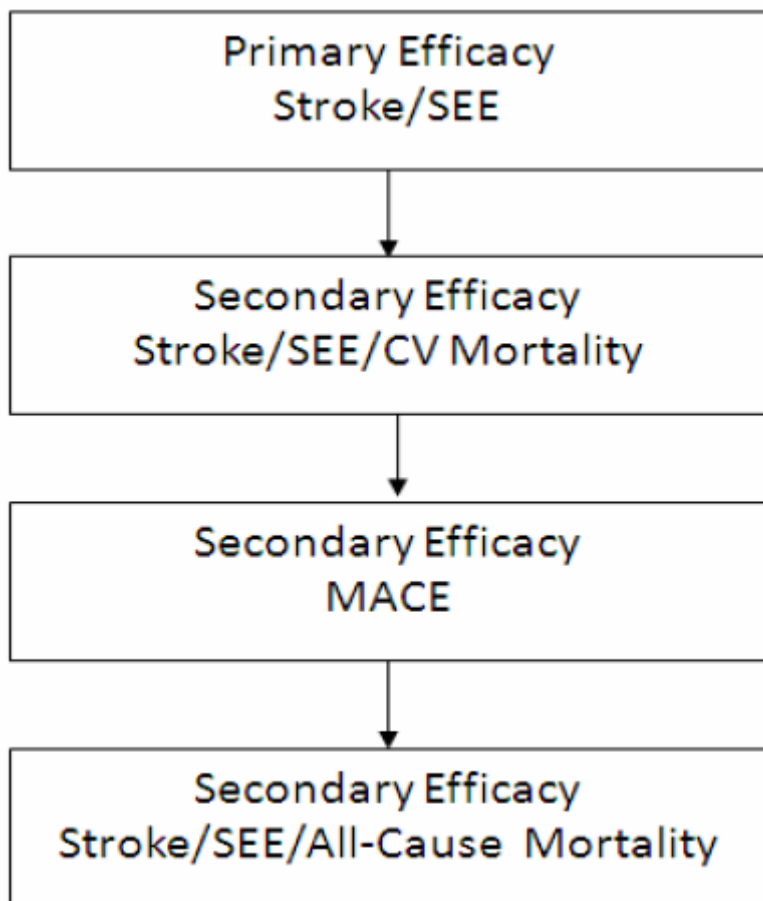 Primary Efficacy
Stroke/SEE
Secondary Efficacy
Stroke/SEE/CV Mortality
Secondary Efficacy
MACE
Secondary Efficacy
Stroke/SEE/All-Cause Mortality